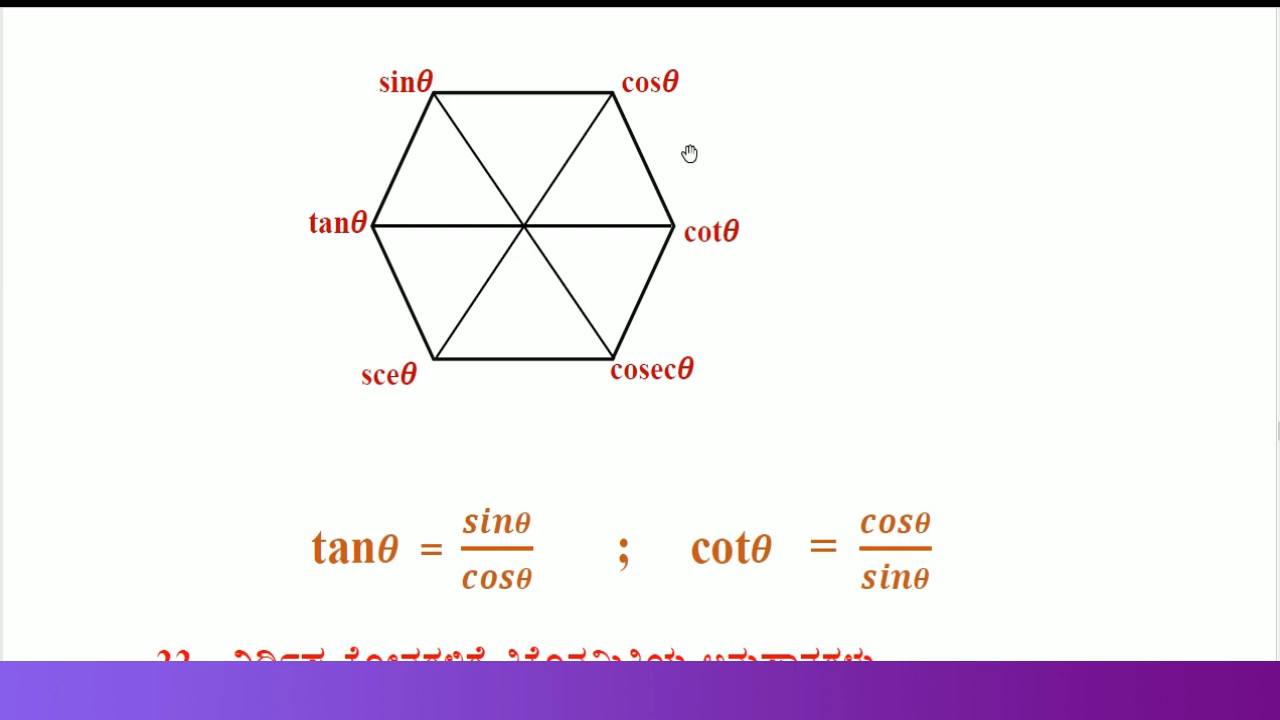 sinθ cosθ
tanθ cotθ
sceθ cosecθ
tanθ = sinθ/cosθ ; cotθ = cosθ/sinθ